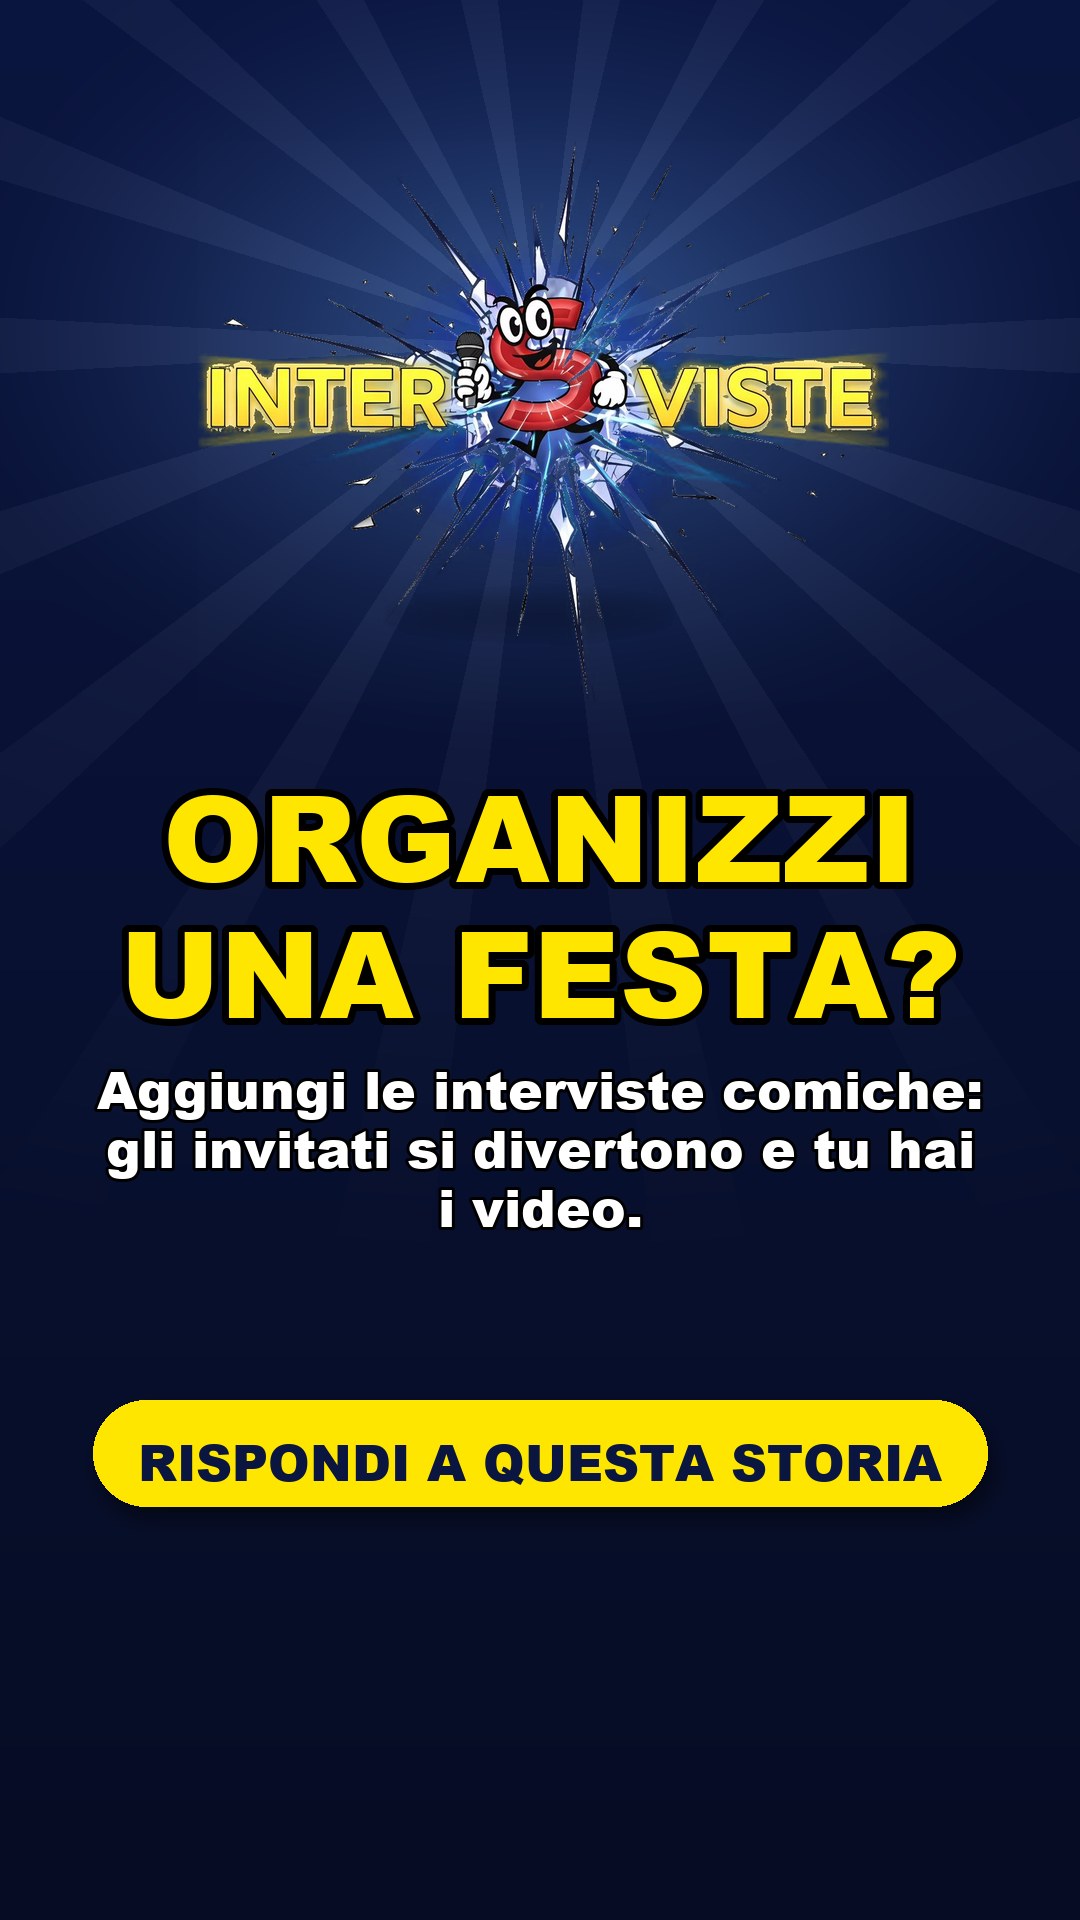 INTER S VISTE
ORGANIZZI
UNA FESTA?
Aggiungi le interviste comiche:
gli invitati si divertono e tu hai
i video.
RISPONDI A QUESTA STORIA